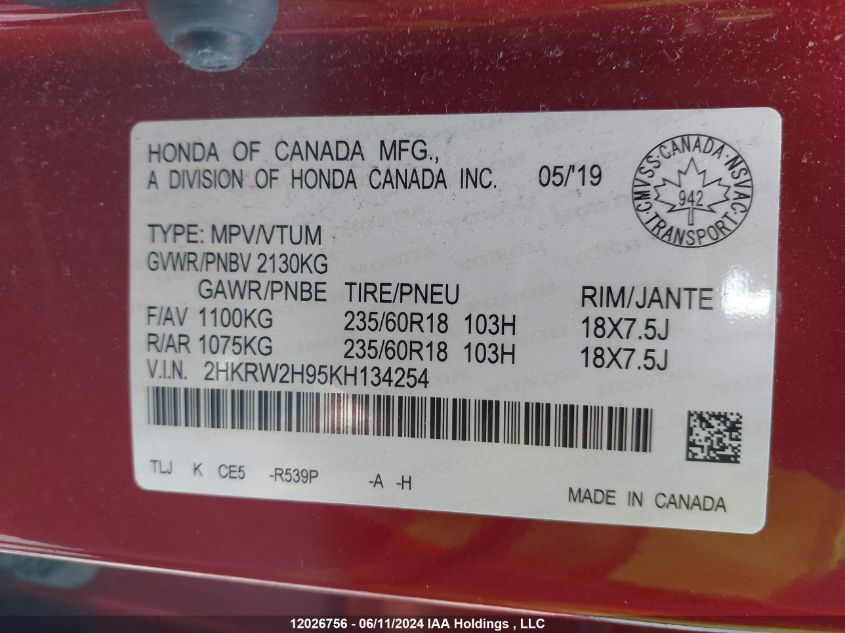 HONDA OF CANADA MFG.,
A DIVISION OF HONDA CANADA INC. 05/'19
CMVSS·CANADA·NSVAC
942
TRANSPORT
TYPE: MPV/VTUM
GVWR/PNBV 2130KG
GAWR/PNBE TIRE/PNEU RIM/JANTE
F/AV 1100KG 235/60R18 103H 18X7.5J
R/AR 1075KG 235/60R18 103H 18X7.5J
V.I.N. 2HKRW2H95KH134254
TLJ K CE5 -R539P -A -H
MADE IN CANADA
12026756 - 06/11/2024 IAA Holdings , LLC